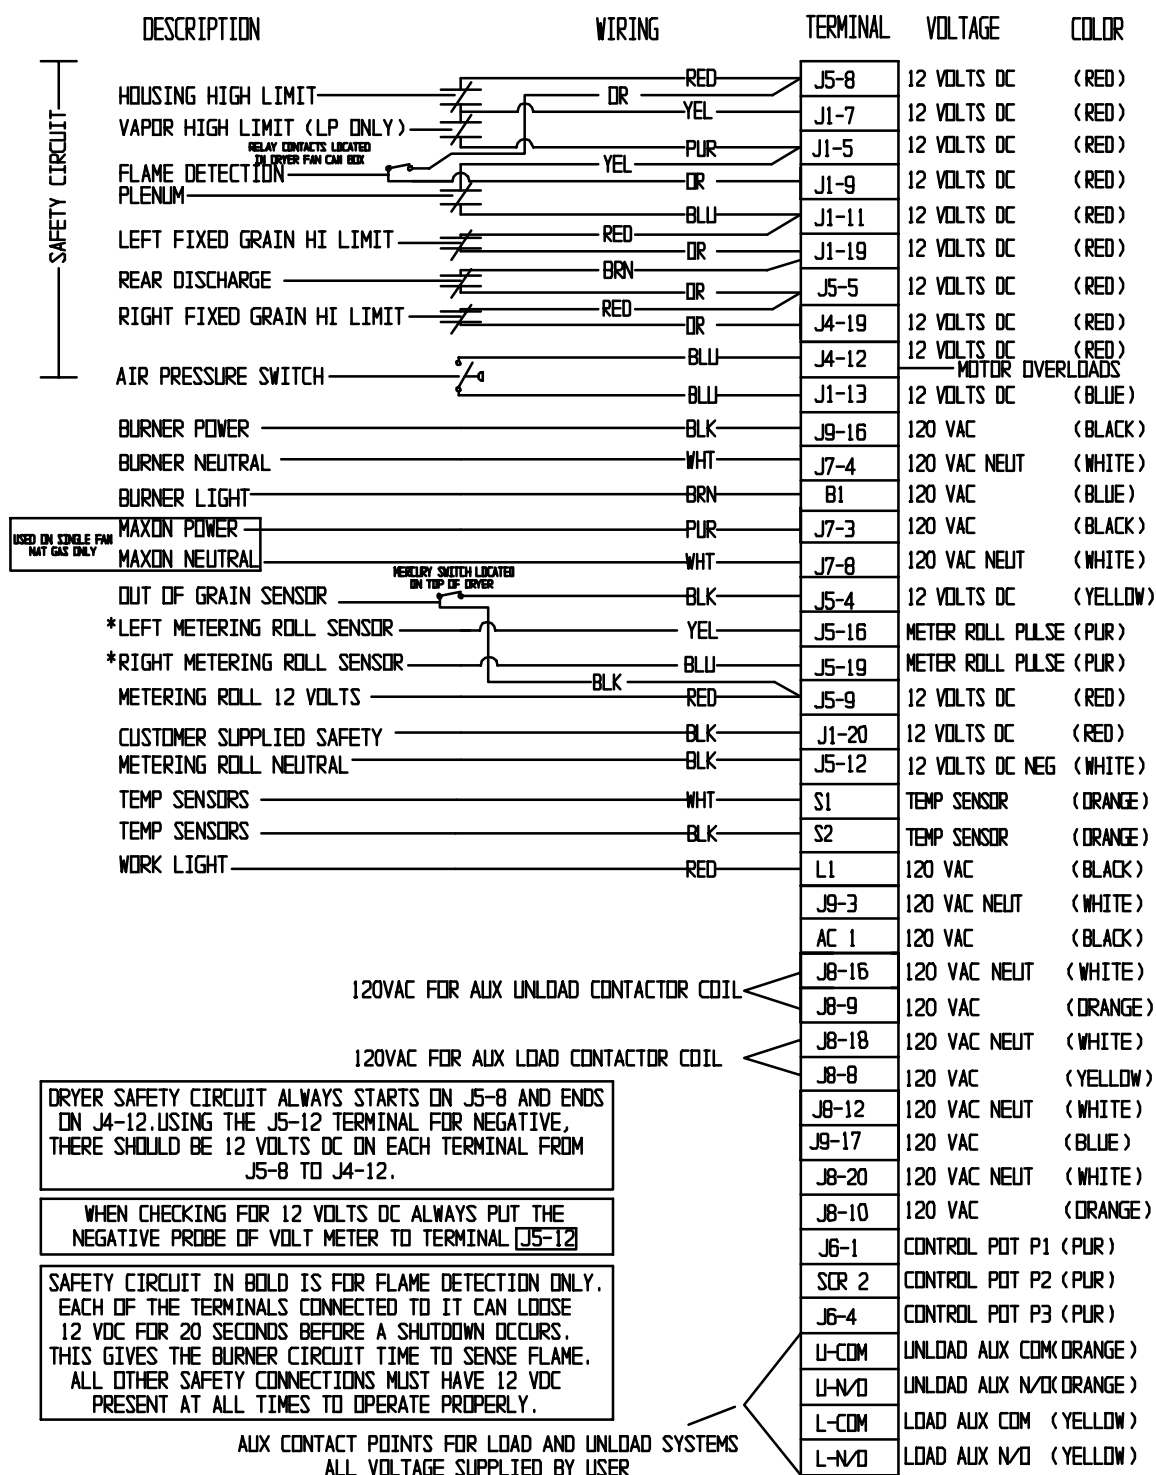 DESCRIPTION WIRING TERMINAL VOLTAGE COLOR
SAFETY CIRCUIT
RED J5-8 12 VOLTS DC (RED)
HOUSING HIGH LIMIT OR
YEL J1-7 12 VOLTS DC (RED)
VAPOR HIGH LIMIT (LP ONLY)
RELAY CONTACTS LOCATED
IN DRYER FAN CAN BOX
PUR J1-5 12 VOLTS DC (RED)
FLAME DETECTION YEL
OR J1-9 12 VOLTS DC (RED)
PLENUM
BLU J1-11 12 VOLTS DC (RED)
LEFT FIXED GRAIN HI LIMIT RED
OR J1-19 12 VOLTS DC (RED)
REAR DISCHARGE BRN
OR J5-5 12 VOLTS DC (RED)
RIGHT FIXED GRAIN HI LIMIT RED
OR J4-19 12 VOLTS DC (RED)
BLU J4-12 12 VOLTS DC (RED)
MOTOR OVERLOADS
AIR PRESSURE SWITCH
BLU J1-13 12 VOLTS DC (BLUE)
BURNER POWER BLK J9-16 120 VAC (BLACK)
BURNER NEUTRAL WHT J7-4 120 VAC NEUT (WHITE)
BURNER LIGHT BRN B1 120 VAC (BLUE)
USED ON SINGLE FAN
NAT GAS ONLY
MAXON POWER PUR J7-3 120 VAC (BLACK)
MAXON NEUTRAL WHT J7-8 120 VAC NEUT (WHITE)
MERCURY SWITCH LOCATED
ON TOP OF DRYER
OUT OF GRAIN SENSOR BLK J5-4 12 VOLTS DC (YELLOW)
*LEFT METERING ROLL SENSOR YEL J5-16 METER ROLL PULSE (PUR)
*RIGHT METERING ROLL SENSOR BLU J5-19 METER ROLL PULSE (PUR)
BLK
METERING ROLL 12 VOLTS RED J5-9 12 VOLTS DC (RED)
CUSTOMER SUPPLIED SAFETY BLK J1-20 12 VOLTS DC (RED)
METERING ROLL NEUTRAL BLK J5-12 12 VOLTS DC NEG (WHITE)
TEMP SENSORS WHT S1 TEMP SENSOR (ORANGE)
TEMP SENSORS BLK S2 TEMP SENSOR (ORANGE)
WORK LIGHT RED L1 120 VAC (BLACK)
J9-3 120 VAC NEUT (WHITE)
AC 1 120 VAC (BLACK)
J8-16 120 VAC NEUT (WHITE)
120VAC FOR AUX UNLOAD CONTACTOR COIL
J8-9 120 VAC (ORANGE)
J8-18 120 VAC NEUT (WHITE)
120VAC FOR AUX LOAD CONTACTOR COIL
J8-8 120 VAC (YELLOW)
J8-12 120 VAC NEUT (WHITE)
J9-17 120 VAC (BLUE)
J8-20 120 VAC NEUT (WHITE)
J8-10 120 VAC (ORANGE)
J6-1 CONTROL POT P1 (PUR)
SCR 2 CONTROL POT P2 (PUR)
J6-4 CONTROL POT P3 (PUR)
U-COM UNLOAD AUX COM(ORANGE)
U-N/O UNLOAD AUX N/O(ORANGE)
L-COM LOAD AUX COM (YELLOW)
L-N/O LOAD AUX N/O (YELLOW)
DRYER SAFETY CIRCUIT ALWAYS STARTS ON J5-8 AND ENDS
ON J4-12.USING THE J5-12 TERMINAL FOR NEGATIVE,
THERE SHOULD BE 12 VOLTS DC ON EACH TERMINAL FROM
J5-8 TO J4-12.
WHEN CHECKING FOR 12 VOLTS DC ALWAYS PUT THE
NEGATIVE PROBE OF VOLT METER TO TERMINAL J5-12
SAFETY CIRCUIT IN BOLD IS FOR FLAME DETECTION ONLY.
EACH OF THE TERMINALS CONNECTED TO IT CAN LOOSE
12 VDC FOR 20 SECONDS BEFORE A SHUTDOWN OCCURS.
THIS GIVES THE BURNER CIRCUIT TIME TO SENSE FLAME.
ALL OTHER SAFETY CONNECTIONS MUST HAVE 12 VDC
PRESENT AT ALL TIMES TO OPERATE PROPERLY.
AUX CONTACT POINTS FOR LOAD AND UNLOAD SYSTEMS
ALL VOLTAGE SUPPLIED BY USER